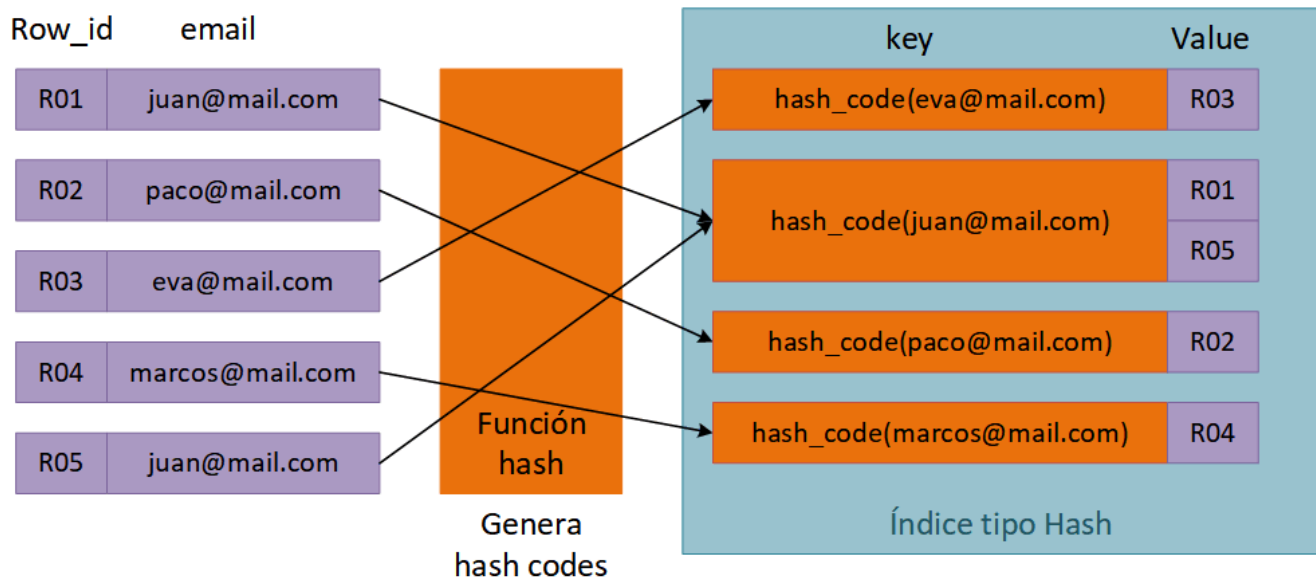 Row_id email
R01 juan@mail.com
R02 paco@mail.com
R03 eva@mail.com
R04 marcos@mail.com
R05 juan@mail.com
Función
hash
Genera
hash codes
key Value
hash_code(eva@mail.com) R03
hash_code(juan@mail.com) R01
R05
hash_code(paco@mail.com) R02
hash_code(marcos@mail.com) R04
Índice tipo Hash